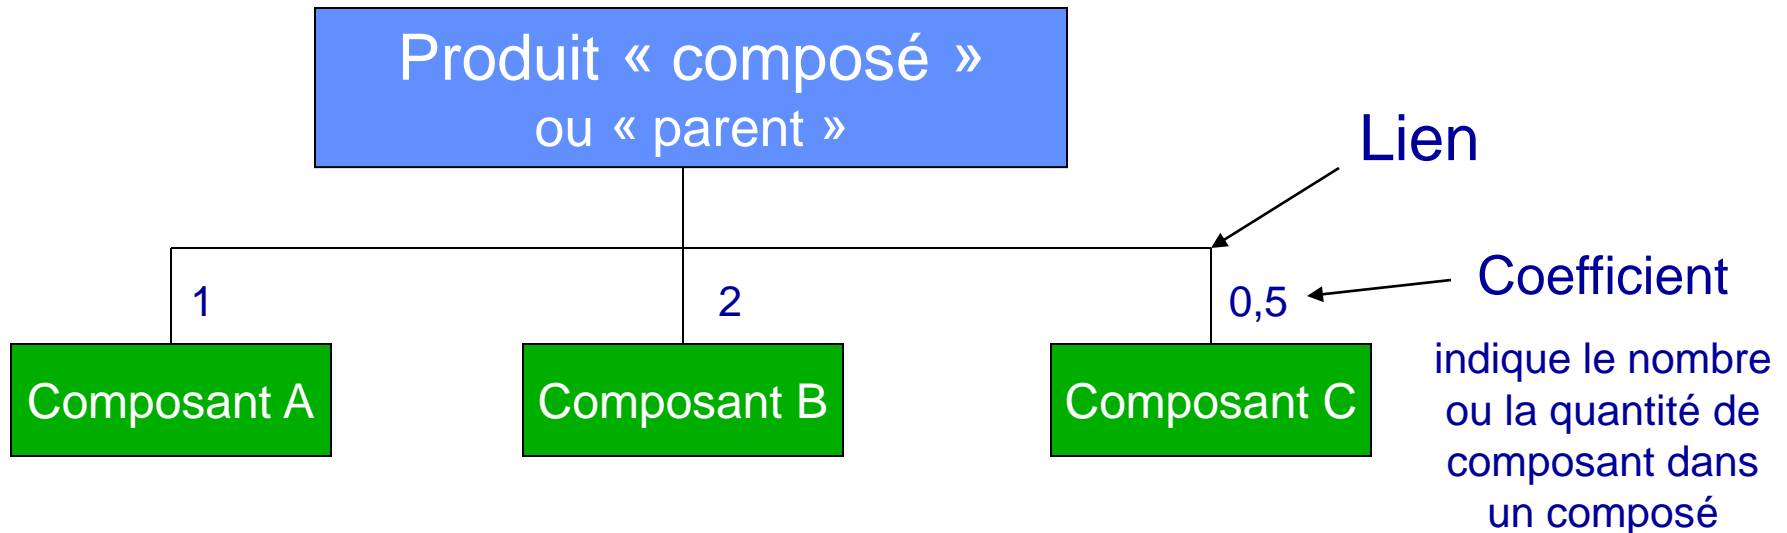 Produit « composé »
ou « parent »
Lien
Coefficient
1
2
0,5
indique le nombre
ou la quantité de
composant dans
un composé
Composant A
Composant B
Composant C